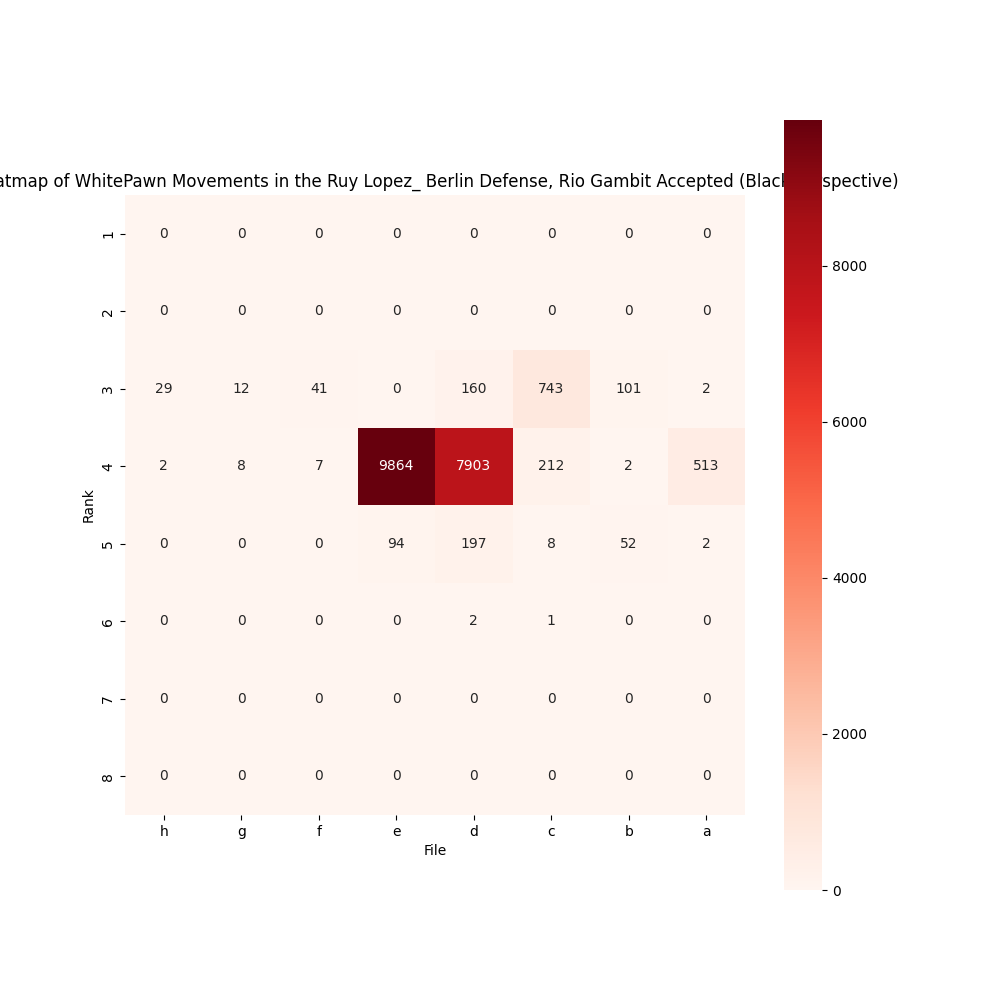 atmap of WhitePawn Movements in the Ruy Lopez_ Berlin Defense, Rio Gambit Accepted (Blac spective)
1 0 0 0 0 0 0 0 0
2 0 0 0 0 0 0 0 0
3 29 12 41 0 160 743 101 2
4 2 8 7 9864 7903 212 2 513
5 0 0 0 94 197 8 52 2
6 0 0 0 0 2 1 0 0
7 0 0 0 0 0 0 0 0
8 0 0 0 0 0 0 0 0
h g f e d c b a
File
Rank
8000
6000
4000
2000
0